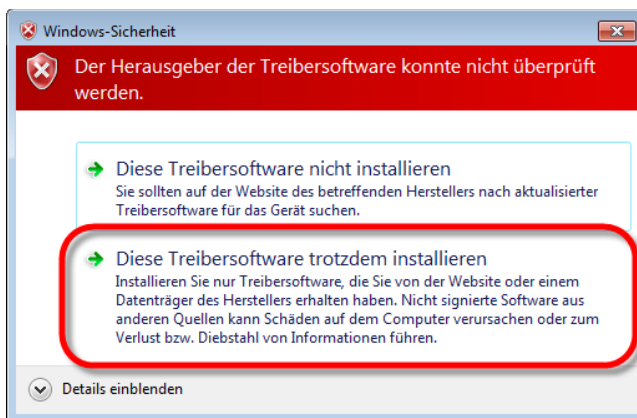 Windows-Sicherheit
Der Herausgeber der Treibersoftware konnte nicht überprüft
werden.
Diese Treibersoftware nicht installieren
Sie sollten auf der Website des betreffenden Herstellers nach aktualisierter
Treibersoftware für das Gerät suchen.
Diese Treibersoftware trotzdem installieren
Installieren Sie nur Treibersoftware, die Sie von der Website oder einem
Datenträger des Herstellers erhalten haben. Nicht signierte Software aus
anderen Quellen kann Schäden auf dem Computer verursachen oder zum
Verlust bzw. Diebstahl von Informationen führen.
Details einblenden